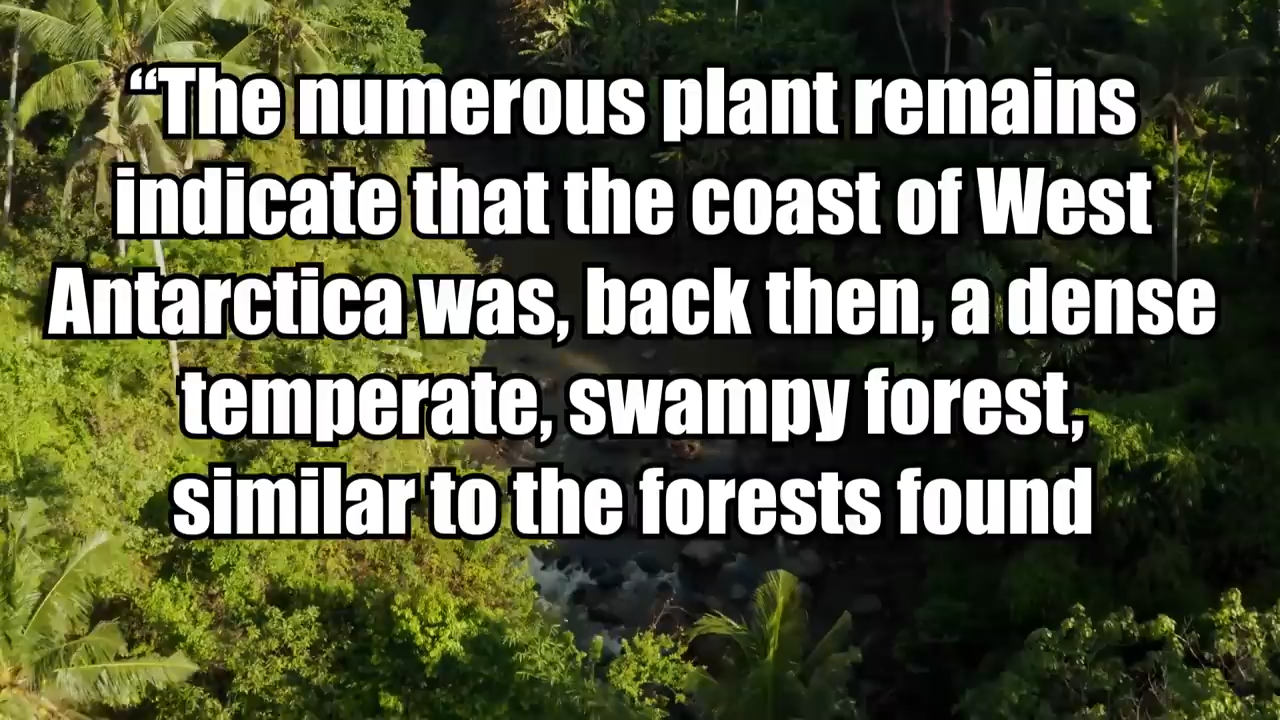 “The numerous plant remains
indicate that the coast of West
Antarctica was, back then, a dense
temperate, swampy forest,
similar to the forests found